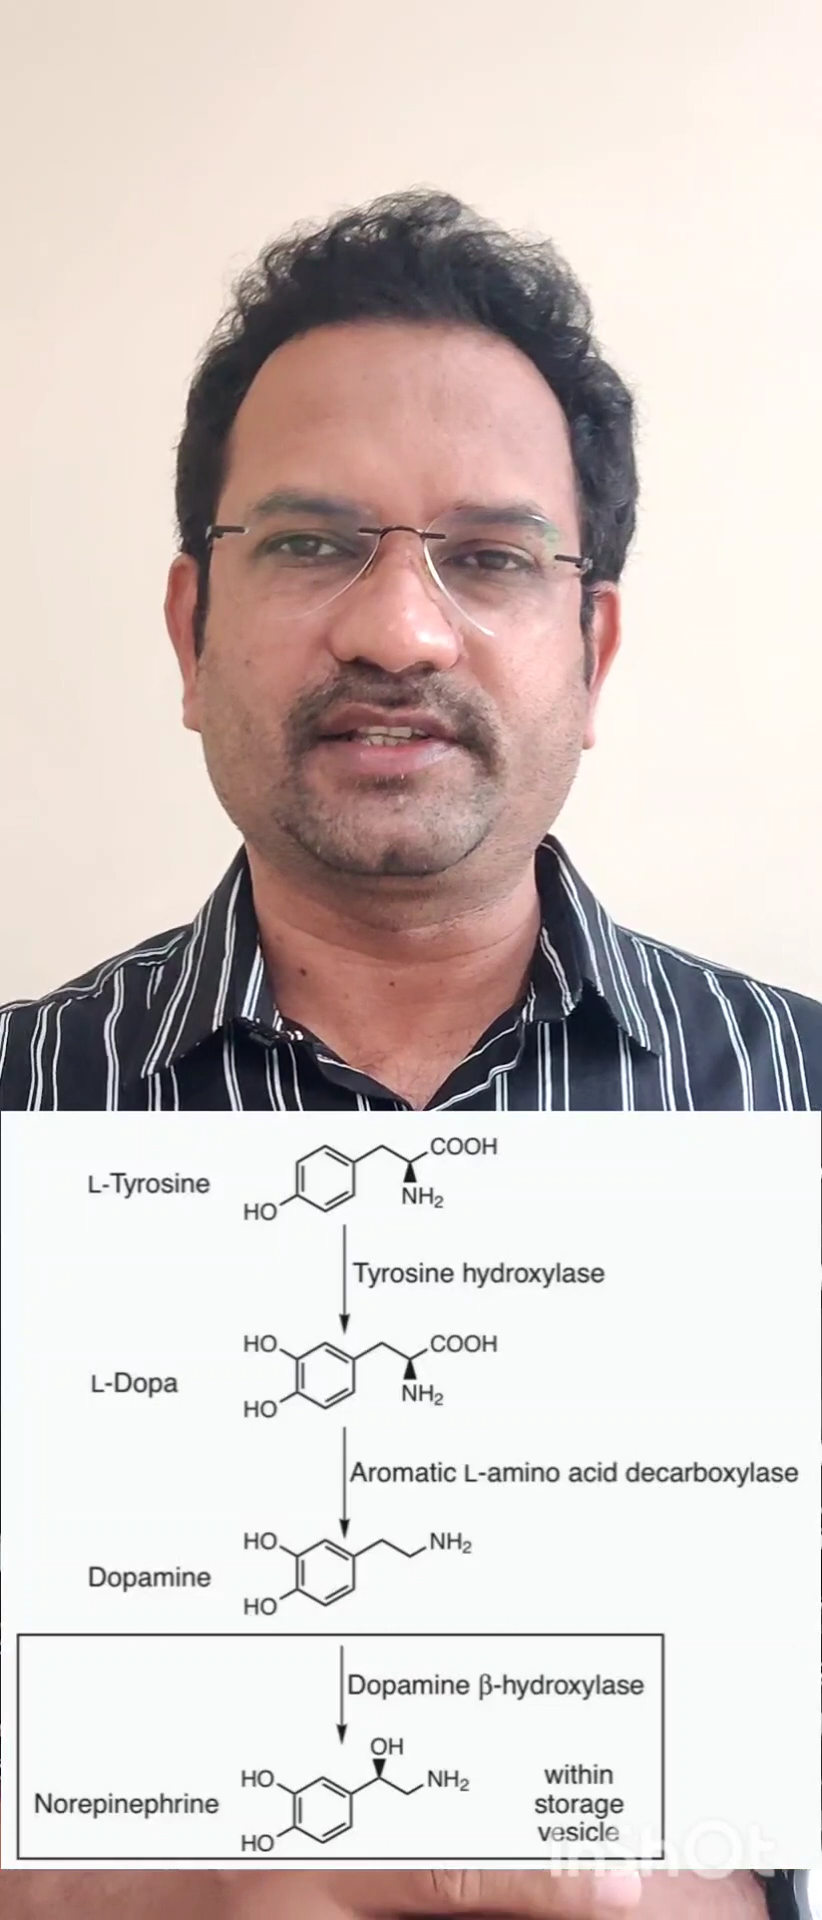 L-Tyrosine
COOH
NH2
HO
Tyrosine hydroxylase
HO
COOH
L-Dopa
NH2
HO
Aromatic L-amino acid decarboxylase
HO
NH2
Dopamine
HO
Dopamine β-hydroxylase
OH
HO
NH2
Norepinephrine
HO
within
storage
vesicle
InShOt